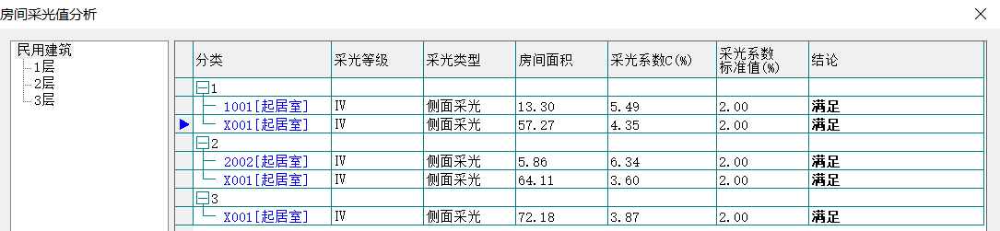 房间采光值分析
民用建筑
1层
2层
3层
分类 采光等级 采光类型 房间面积 采光系数C(%) 采光系数标准值(%) 结论
1
1001[起居室] Ⅳ 侧面采光 13.30 5.49 2.00 满足
X001[起居室] Ⅳ 侧面采光 57.27 4.35 2.00 满足
2
2002[起居室] Ⅳ 侧面采光 5.86 6.34 2.00 满足
X001[起居室] Ⅳ 侧面采光 64.11 3.60 2.00 满足
3
X001[起居室] Ⅳ 侧面采光 72.18 3.87 2.00 满足